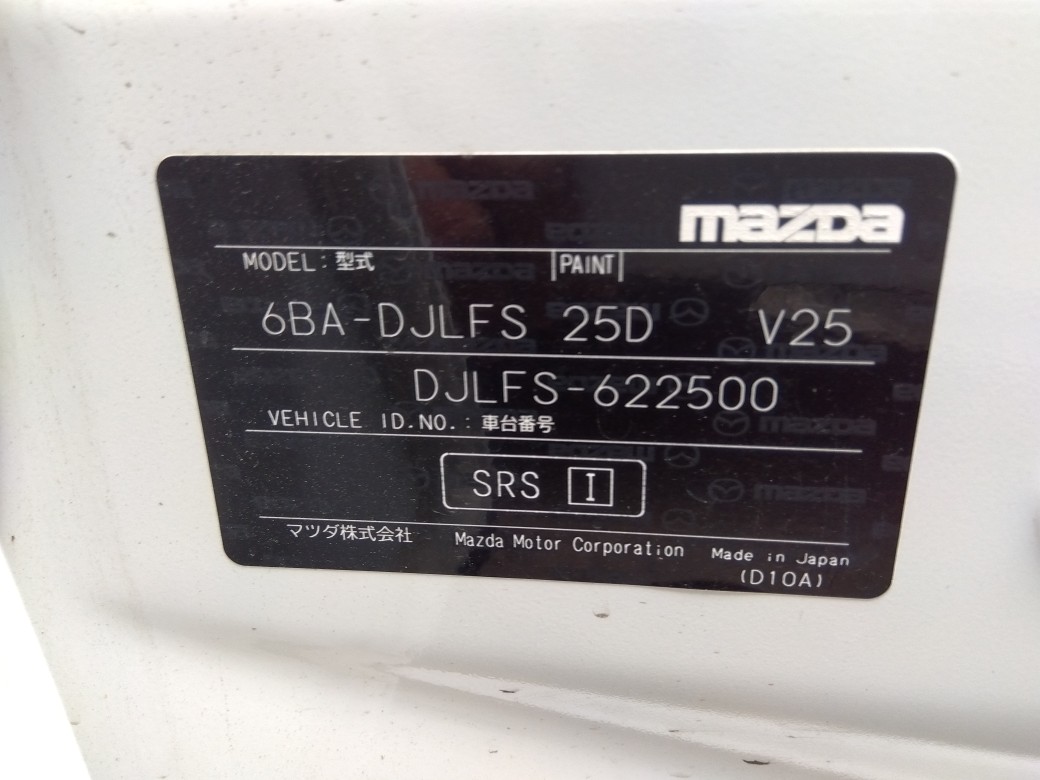 mazda
MODEL:型式 PAINT
6BA-DJLFS 25D V25
DJLFS-622500
VEHICLE ID.NO.:車台番号
SRS I
マツダ株式会社 Mazda Motor Corporation Made in Japan
(D10A)